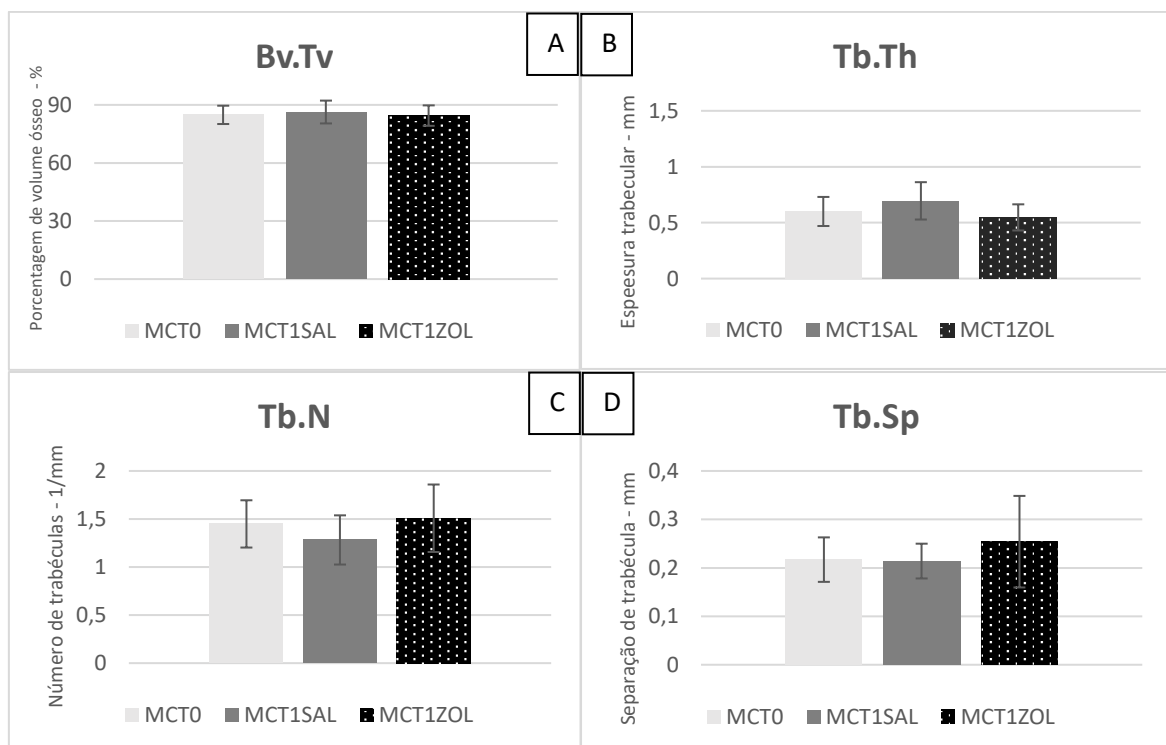 A
Bv.Tv
Porcentagem de volume ósseo - %
90
60
30
0
MCT0 MCT1SAL MCT1ZOL
B
Tb.Th
Espeesura trabecular - mm
1,5
1
0,5
0
MCT0 MCT1SAL MCT1ZOL
C
Tb.N
Número de trabéculas - 1/mm
2
1,5
1
0,5
0
MCT0 MCT1SAL MCT1ZOL
D
Tb.Sp
Separação de trabécula - mm
0,4
0,3
0,2
0,1
0
MCT0 MCT1SAL MCT1ZOL